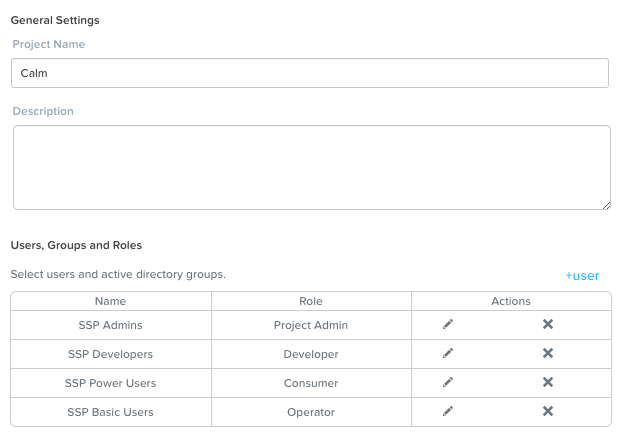 General Settings
Project Name
Calm
Description
Users, Groups and Roles
Select users and active directory groups.
+user
Name Role Actions
SSP Admins Project Admin
SSP Developers Developer
SSP Power Users Consumer
SSP Basic Users Operator